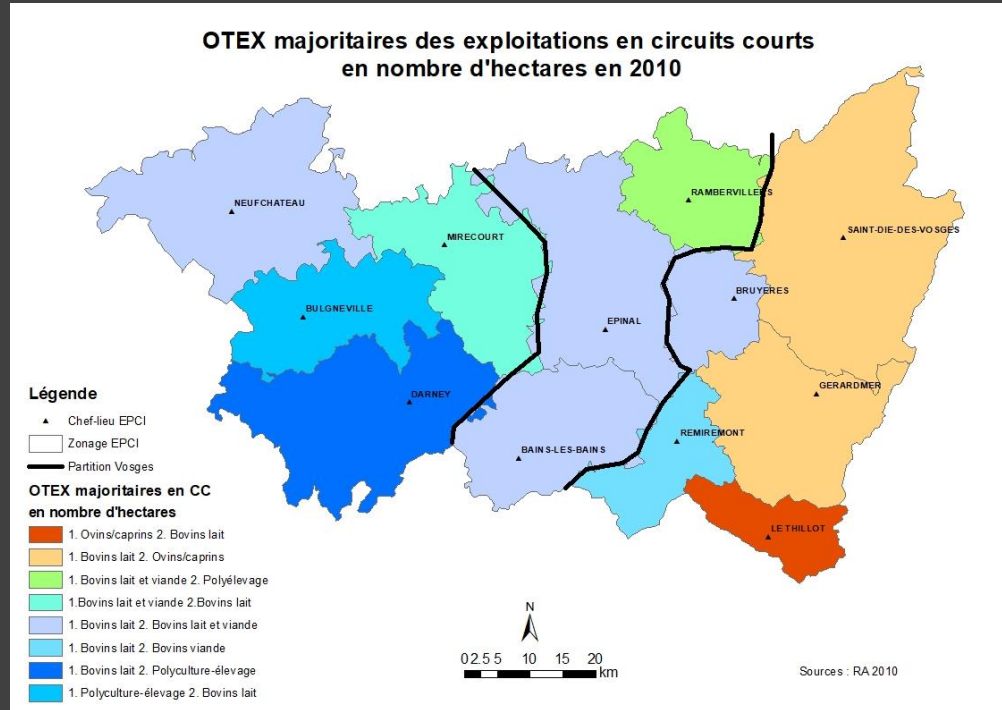 OTEX majoritaires des exploitations en circuits courts
en nombre d'hectares en 2010
NEUFCHATEAU
MIRECOURT
RAMBERVILLERS
SAINT-DIE-DES-VOSGES
BULGNEVILLE
BRUYERES
EPINAL
DARNEY
GERARDMER
REMIREMONT
BAINS-LES-BAINS
LE THILLOT
Légende
Chef-lieu EPCI
Zonage EPCI
Partition Vosges
OTEX majoritaires en CC
en nombre d'hectares
1. Ovins/caprins 2. Bovins lait
1. Bovins lait 2. Ovins/caprins
1. Bovins lait et viande 2. Polyélevage
1.Bovins lait et viande 2.Bovins lait
1. Bovins lait 2. Bovins lait et viande
1. Bovins lait 2. Bovins viande
1. Bovins lait 2. Polyculture-élevage
1. Polyculture-élevage 2. Bovins lait
N
0 2.5 5 10 15 20
km
Sources : RA 2010